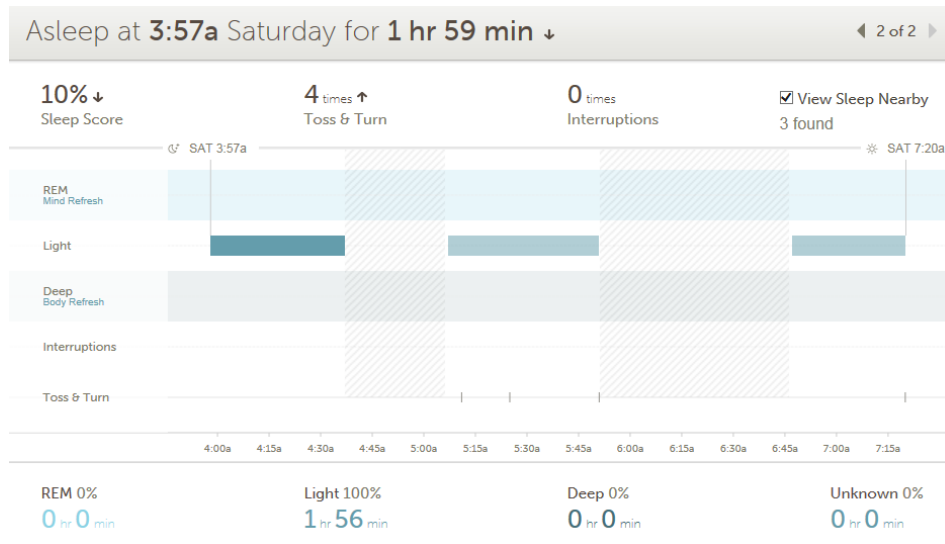 Asleep at 3:57a Saturday for 1 hr 59 min ↓
2 of 2
10% ↓
Sleep Score
4 times ↑
Toss & Turn
0 times
Interruptions
View Sleep Nearby
3 found
SAT 3:57a
SAT 7:20a
REM
Mind Refresh
Light
Deep
Body Refresh
Interruptions
Toss & Turn
4:00a 4:15a 4:30a 4:45a 5:00a 5:15a 5:30a 5:45a 6:00a 6:15a 6:30a 6:45a 7:00a 7:15a
REM 0%
0 hr 0 min
Light 100%
1 hr 56 min
Deep 0%
0 hr 0 min
Unknown 0%
0 hr 0 min